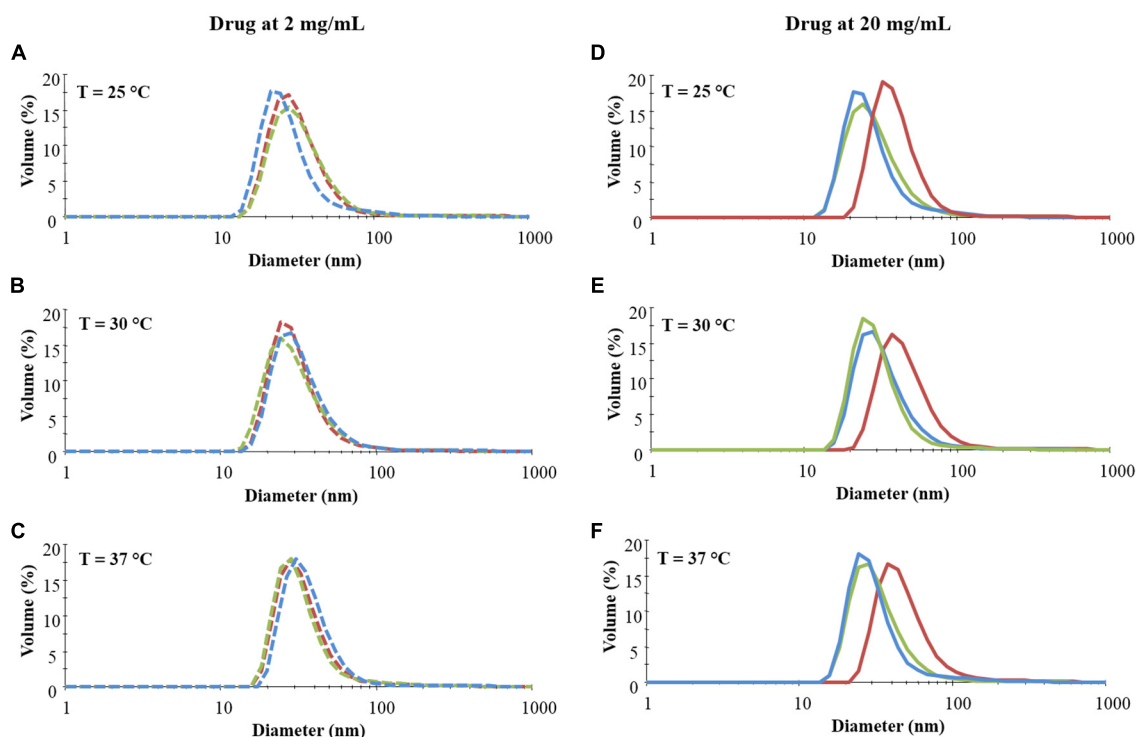 Drug at 2 mg/mL
Drug at 20 mg/mL
A
T = 25 °C
Volume (%)
20
15
10
5
0
1
10
100
1000
Diameter (nm)
D
T = 25 °C
Volume (%)
20
15
10
5
0
1
10
100
1000
Diameter (nm)
B
T = 30 °C
Volume (%)
20
15
10
5
0
1
10
100
1000
Diameter (nm)
E
T = 30 °C
Volume (%)
20
15
10
5
0
1
10
100
1000
Diameter (nm)
C
T = 37 °C
Volume (%)
20
15
10
5
0
1
10
100
1000
Diameter (nm)
F
T = 37 °C
Volume (%)
20
15
10
5
0
1
10
100
1000
Diameter (nm)